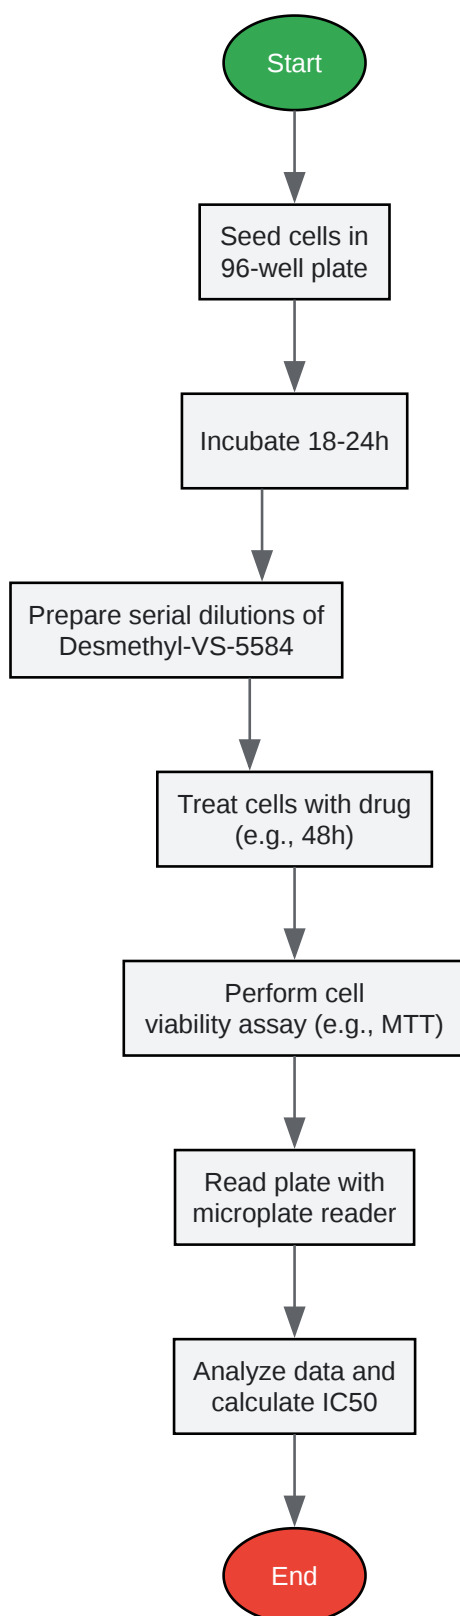 Start
Seed cells in
96-well plate
Incubate 18-24h
Prepare serial dilutions of
Desmethyl-VS-5584
Treat cells with drug
(e.g., 48h)
Perform cell
viability assay (e.g., MTT)
Read plate with
microplate reader
Analyze data and
calculate IC50
End